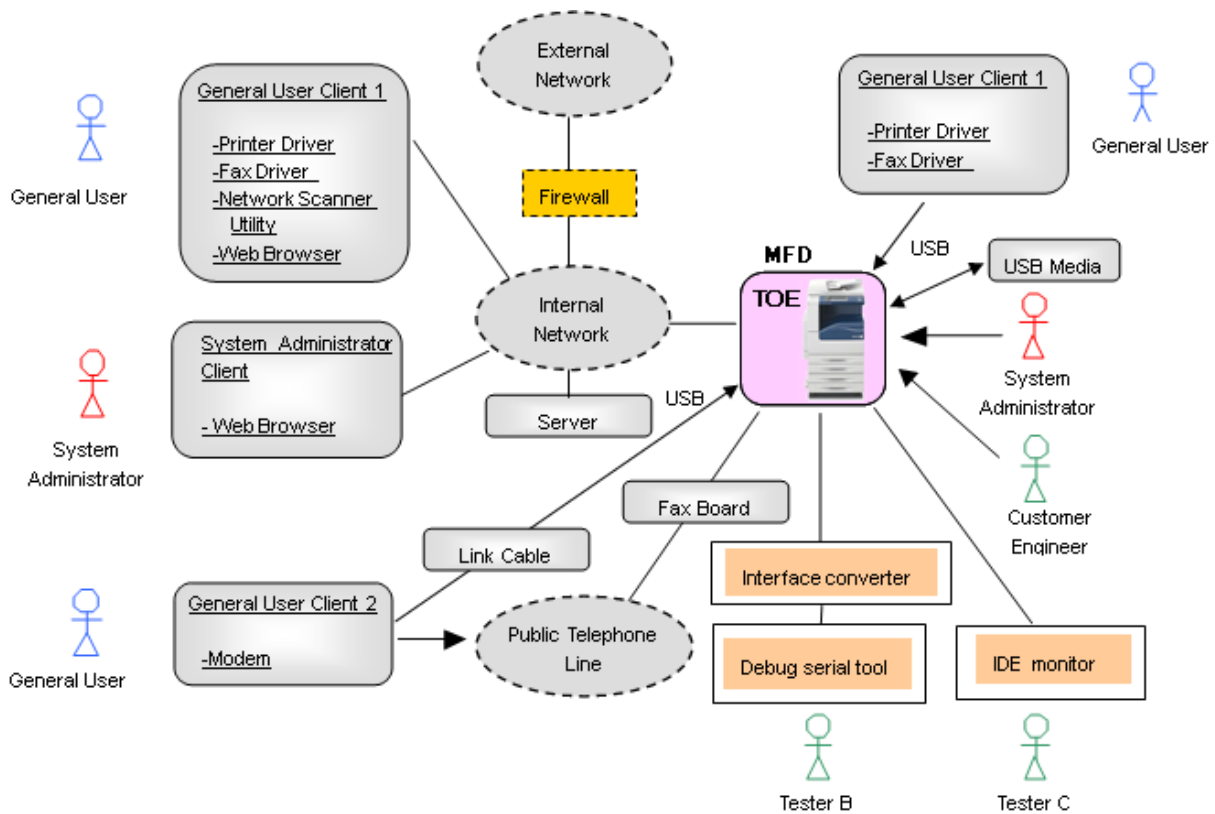 External
Network
General User Client 1
-Printer Driver
-Fax Driver
-Network Scanner
Utility
-Web Browser
General User
Firewall
General User Client 1
-Printer Driver
-Fax Driver
General User
USB
MFD
TOE
USB Media
Internal
Network
System Administrator
Client
- Web Browser
System
Administrator
Server
USB
System
Administrator
Fax Board
Customer
Engineer
Link Cable
Interface converter
General User Client 2
-Modem
General User
Public Telephone
Line
Debug serial tool
IDE monitor
Tester B
Tester C